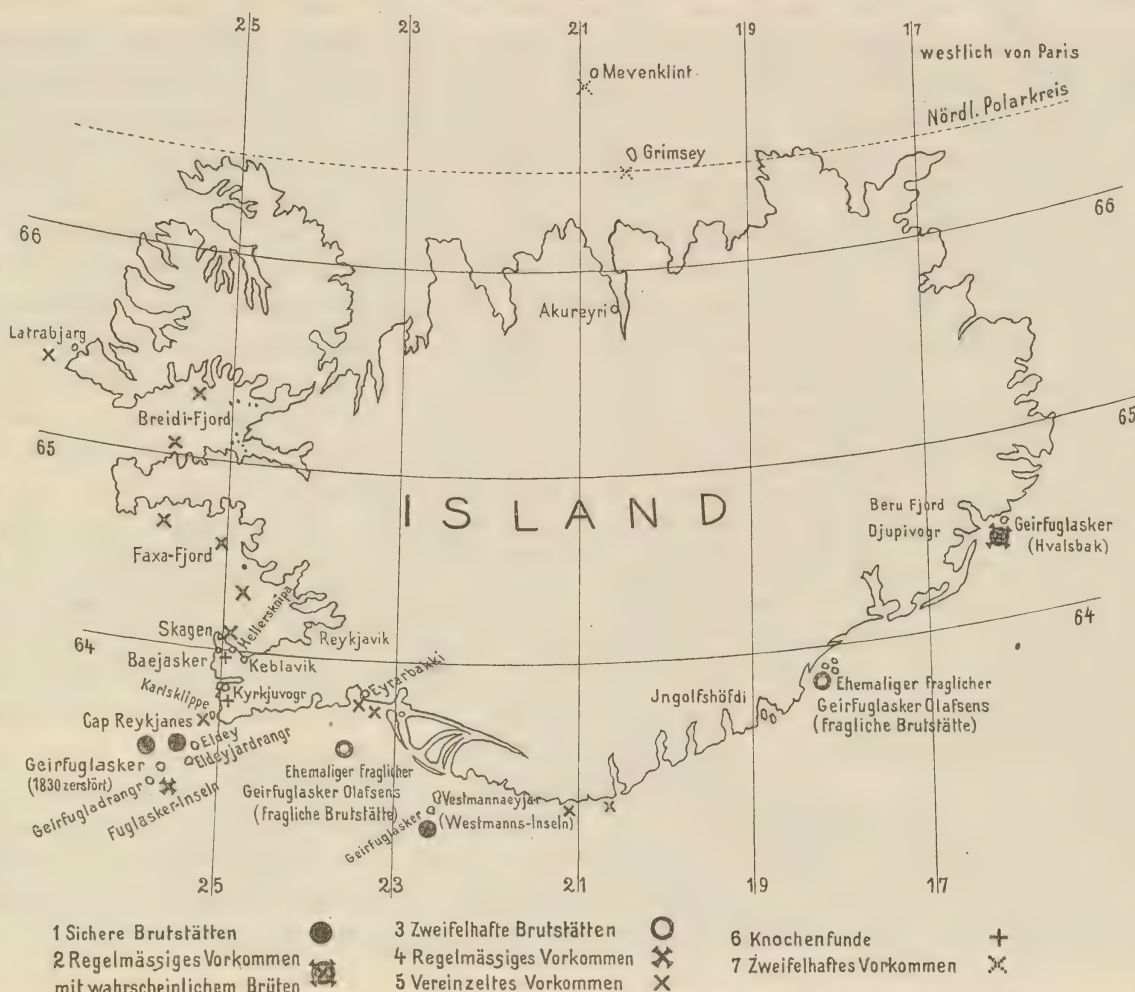 25 23 21 19 17
westlich von Paris
Mevenklint
Nördl. Polarkreis
Grimsey
66 66
Akureyri
Latrabjarg
Breidi-Fjord
65 65
ISLAND
Beru Fjord
Djupivogr
Geirfuglasker
(Hvalsbak)
Faxa-Fjord
Skagen
Hellersknipa
Reykjavik
64 64
Baejasker
Keblavik
Karlsklippe
Kyrkjuvogr
Eyrarbakki
Jngolfshöfdi
Ehemaliger fraglicher
Geirfuglasker Olafsens
(fragliche Brutstätte)
Cap Reykjanes
Eldey
Eldeyjardrangr
Geirfuglasker
(1830 zerstört)
Geirfugladrangr
Fuglasker-Inseln
Ehemaliger fraglicher
Geirfuglasker Olafsens
(fragliche Brutstätte)
Geirfuglasker
Vestmannaeyjar
(Westmanns-Inseln)
25 23 21 19 17
1 Sichere Brutstätten
2 Regelmässiges Vorkommen
mit wahrscheinlichem Brüten
3 Zweifelhafte Brutstätten
4 Regelmässiges Vorkommen
5 Vereinzeltes Vorkommen
6 Knochenfunde
7 Zweifelhaftes Vorkommen